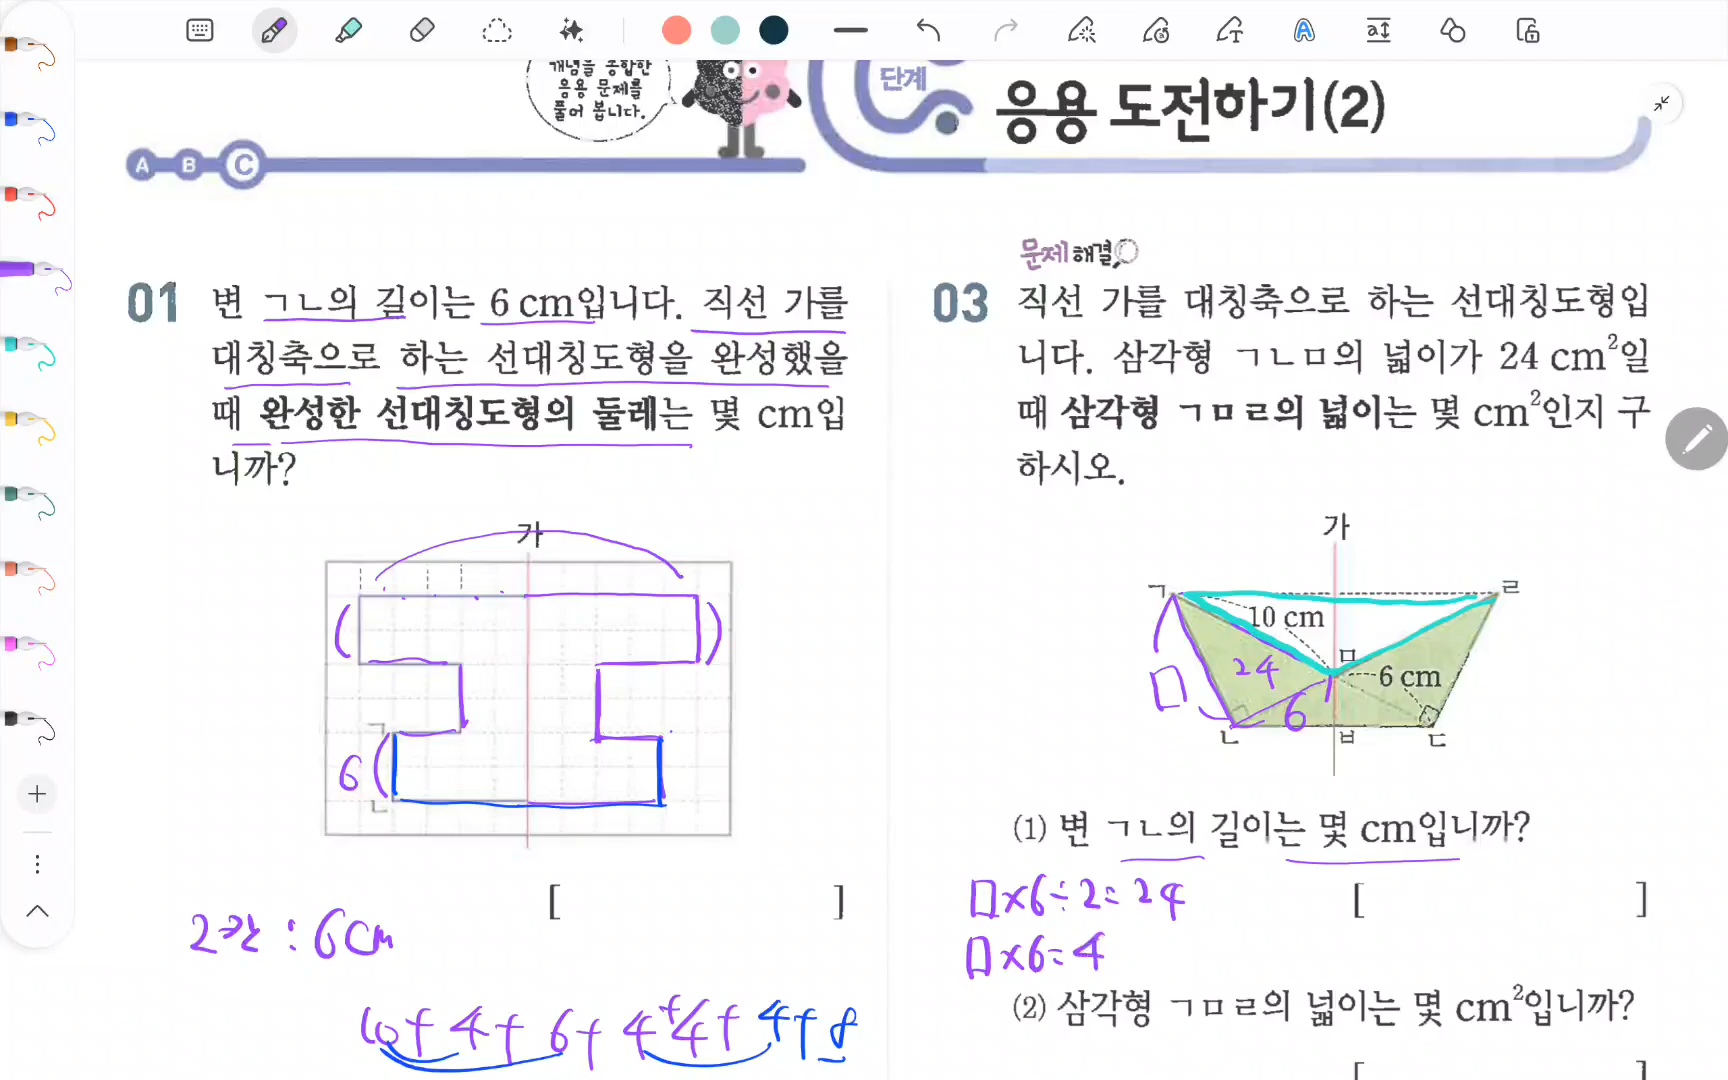 개념을 종합한
응용 문제를
풀어 봅니다.
단계
응용 도전하기(2)
A B C
01 변 ㄱㄴ의 길이는 6 cm입니다. 직선 가를
대칭축으로 하는 선대칭도형을 완성했을
때 완성한 선대칭도형의 둘레는 몇 cm입
니까?
가
ㄱ
6
ㄴ
[ ]
2칸 : 6cm
10+4+6+4+4+4+8
문제해결
03 직선 가를 대칭축으로 하는 선대칭도형입
니다. 삼각형 ㄱㄴㅁ의 넓이가 24 cm²일
때 삼각형 ㄱㅁㄹ의 넓이는 몇 cm²인지 구
하시오.
가
ㄱ ㄹ
10 cm
ㅁ
24 6 cm
□ 6
ㄴ ㅂ ㄷ
(1) 변 ㄱㄴ의 길이는 몇 cm입니까?
□×6÷2=24 [ ]
□×6=4
(2) 삼각형 ㄱㅁㄹ의 넓이는 몇 cm²입니까?
[ ]